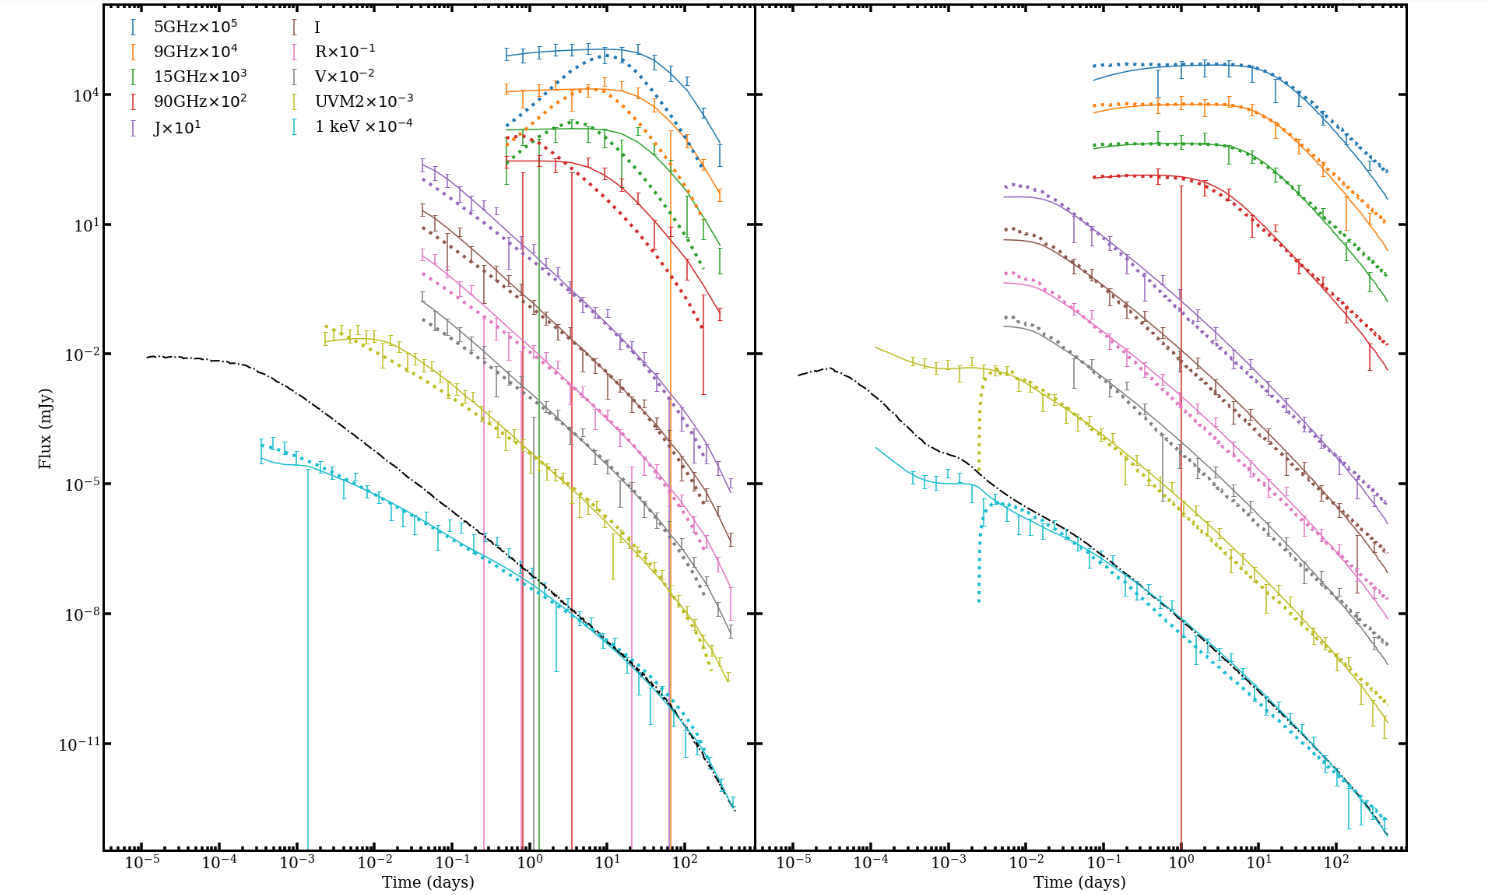 5GHz×10⁵
9GHz×10⁴
15GHz×10³
90GHz×10²
J×10¹
I
R×10⁻¹
V×10⁻²
UVM2×10⁻³
1 keV ×10⁻⁴
Flux (mJy)
10⁴
10¹
10⁻²
10⁻⁵
10⁻⁸
10⁻¹¹
10⁻⁵ 10⁻⁴ 10⁻³ 10⁻² 10⁻¹ 10⁰ 10¹ 10² 10⁻⁵ 10⁻⁴ 10⁻³ 10⁻² 10⁻¹ 10⁰ 10¹ 10²
Time (days) Time (days)